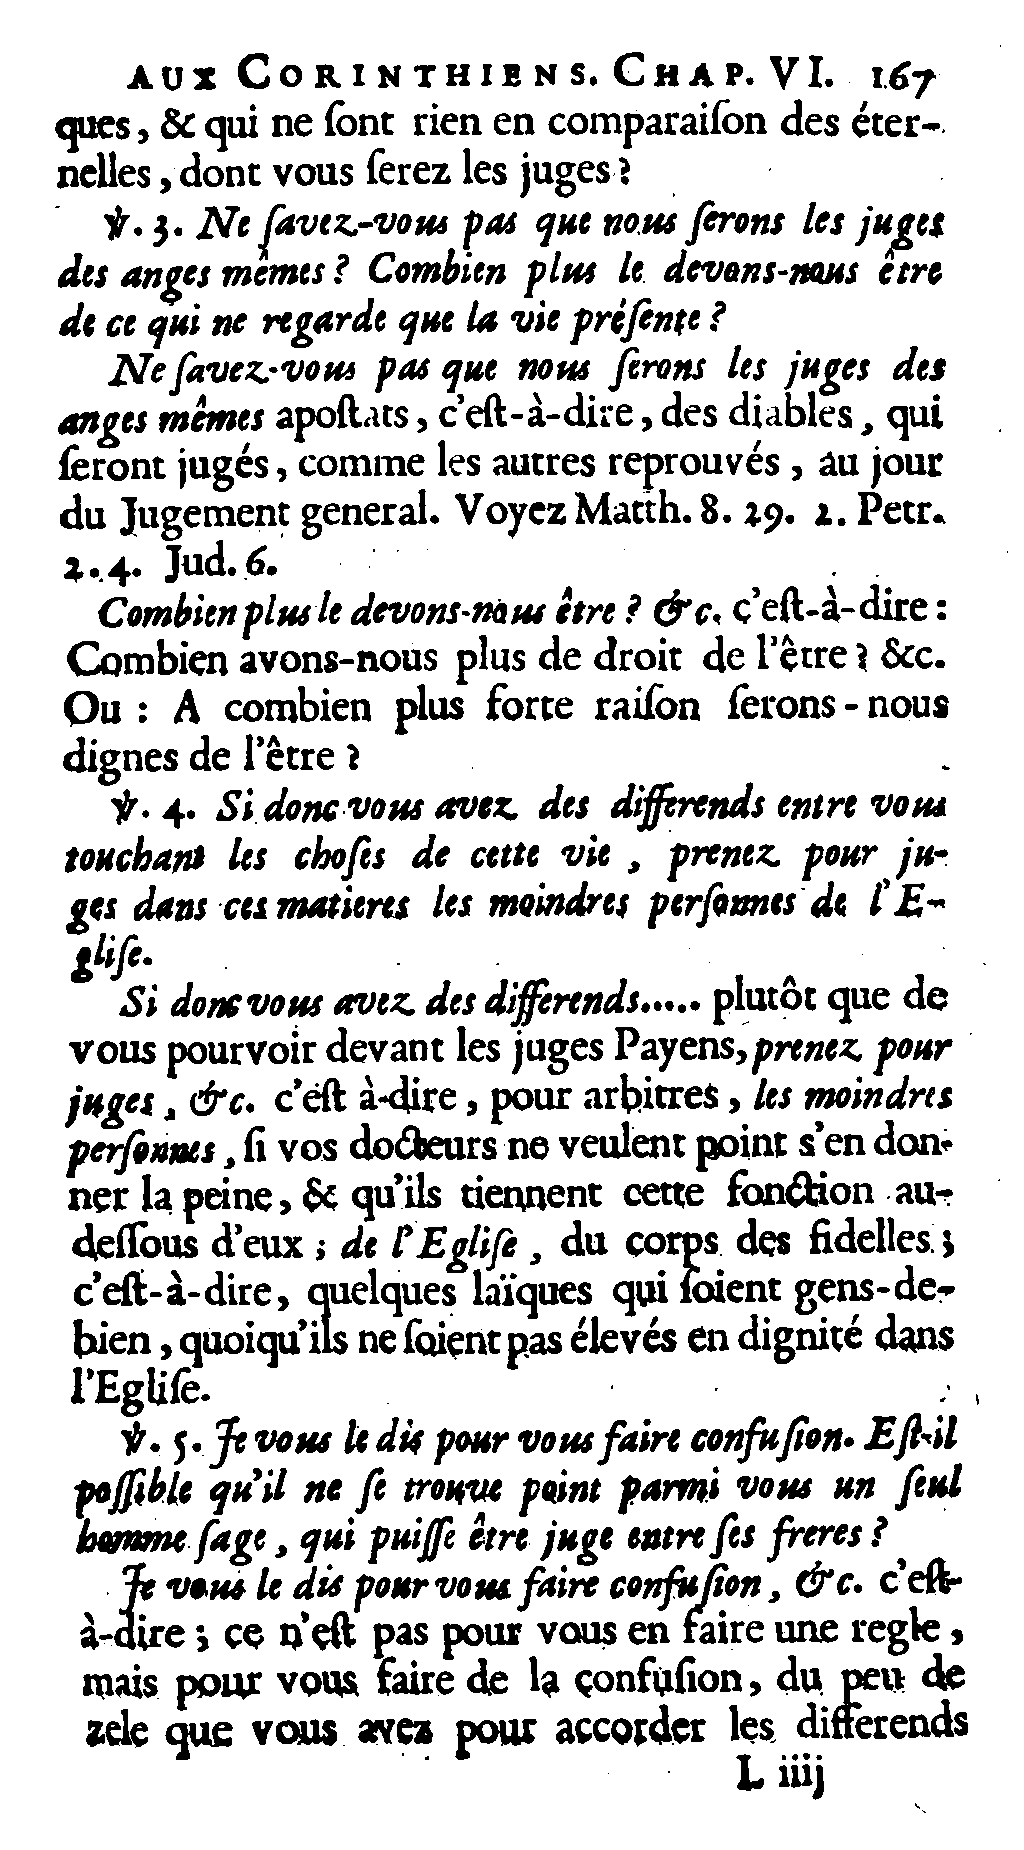 AUX CORINTHIENS. CHAP. VI. 167
ques, & qui ne ſont rien en comparaiſon des éter-
nelles, dont vous ſerez les juges?
℣. 3. Ne ſavez-vous pas que nous ſerons les juges
des anges mêmes? Combien plus le devons-nous être
de ce qui ne regarde que la vie préſente?
Ne ſavez-vous pas que nous ſerons les juges des
anges mêmes apoſtats, c'eſt-à-dire, des diables, qui
ſeront jugés, comme les autres reprouvés, au jour
du Jugement general. Voyez Matth. 8. 29. 2. Petr.
2. 4. Jud. 6.
Combien plus le devons-nous être? &c. c'eſt-à-dire:
Combien avons-nous plus de droit de l'être? &c.
Ou: A combien plus forte raiſon ſerons-nous
dignes de l'être?
℣. 4. Si donc vous avez des differends entre vous
touchant les choſes de cette vie, prenez pour ju-
ges dans ces matieres les moindres perſonnes de l'E-
gliſe.
Si donc vous avez des differends..... plutôt que de
vous pourvoir devant les juges Payens, prenez pour
juges, &c. c'eſt à-dire, pour arbitres, les moindres
perſonnes, ſi vos docteurs ne veulent point s'en don-
ner la peine, & qu'ils tiennent cette fonction au-
deſſous d'eux; de l'Egliſe, du corps des fidelles;
c'eſt-à-dire, quelques laïques qui ſoient gens-de-
bien, quoiqu'ils ne ſoient pas élevés en dignité dans
l'Egliſe.
℣. 5. Je vous le dis pour vous faire confuſion. Eſt-il
poſſible qu'il ne ſe trouve point parmi vous un ſeul
homme ſage, qui puiſſe être juge entre ſes freres?
Je vous le dis pour vous faire confuſion, &c. c'eſt-
à-dire; ce n'eſt pas pour vous en faire une regle,
mais pour vous faire de la confuſion, du peu de
zele que vous avez pour accorder les differends
L iiij